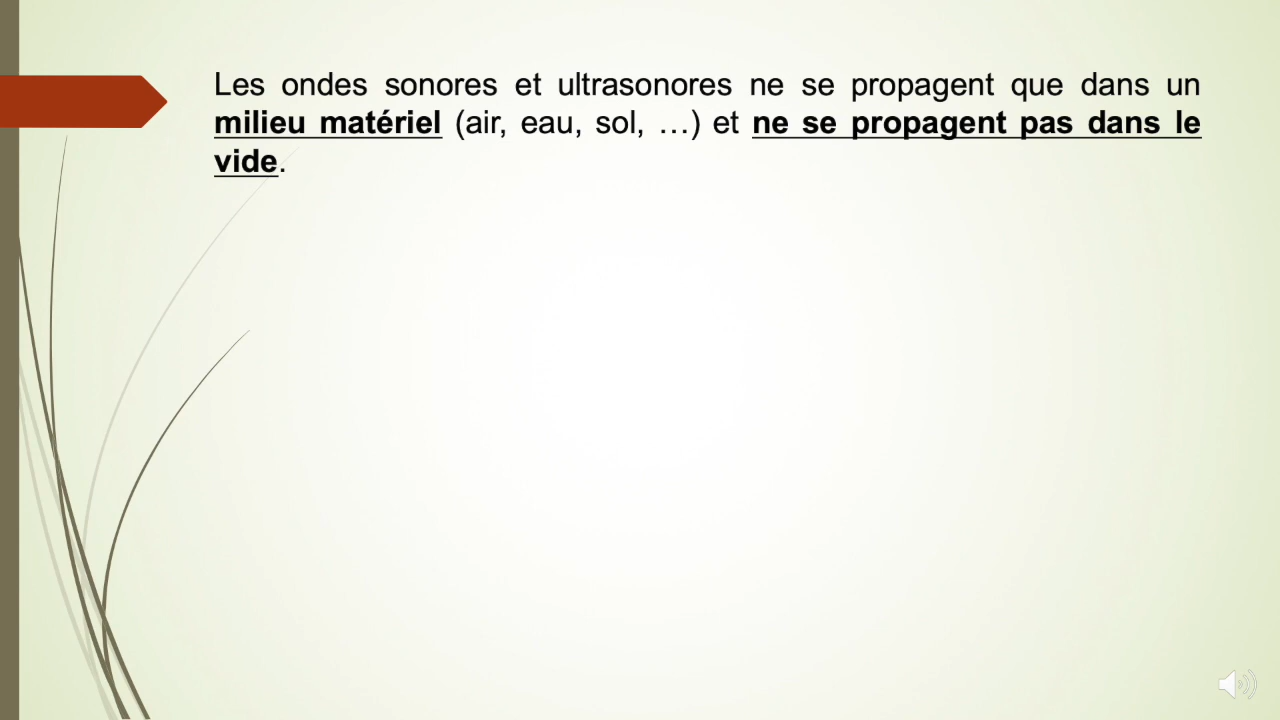 Les ondes sonores et ultrasonores ne se propagent que dans un
milieu matériel (air, eau, sol, …) et ne se propagent pas dans le
vide.